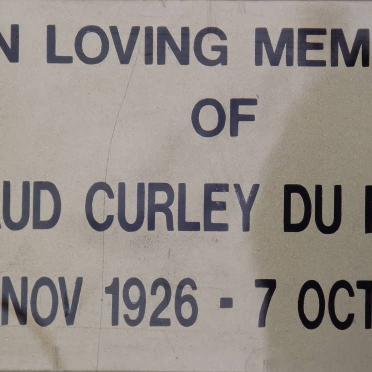 N LOVING MEM
OF
UD CURLEY DU
NOV 1926 - 7 OCT